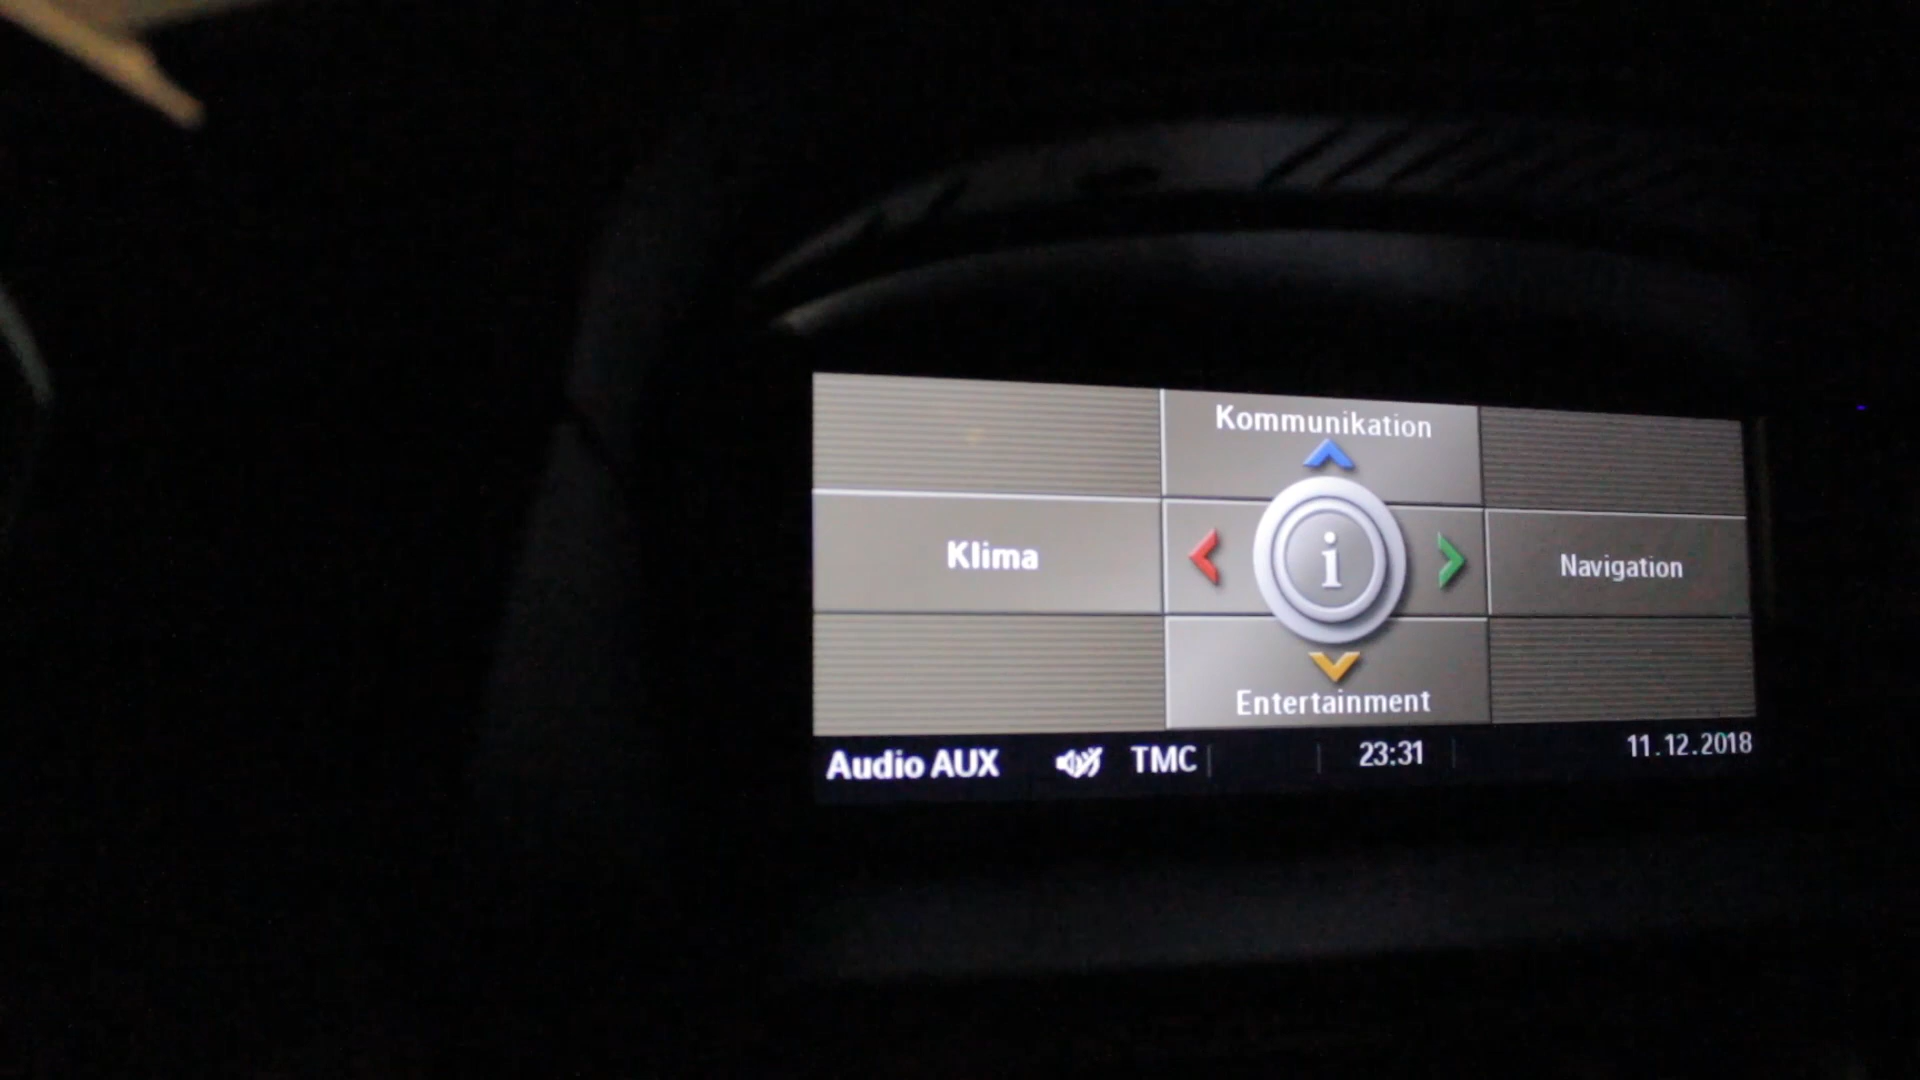 Kommunikation
Klima
i
Navigation
Entertainment
Audio AUX TMC 23:31 11.12.2018